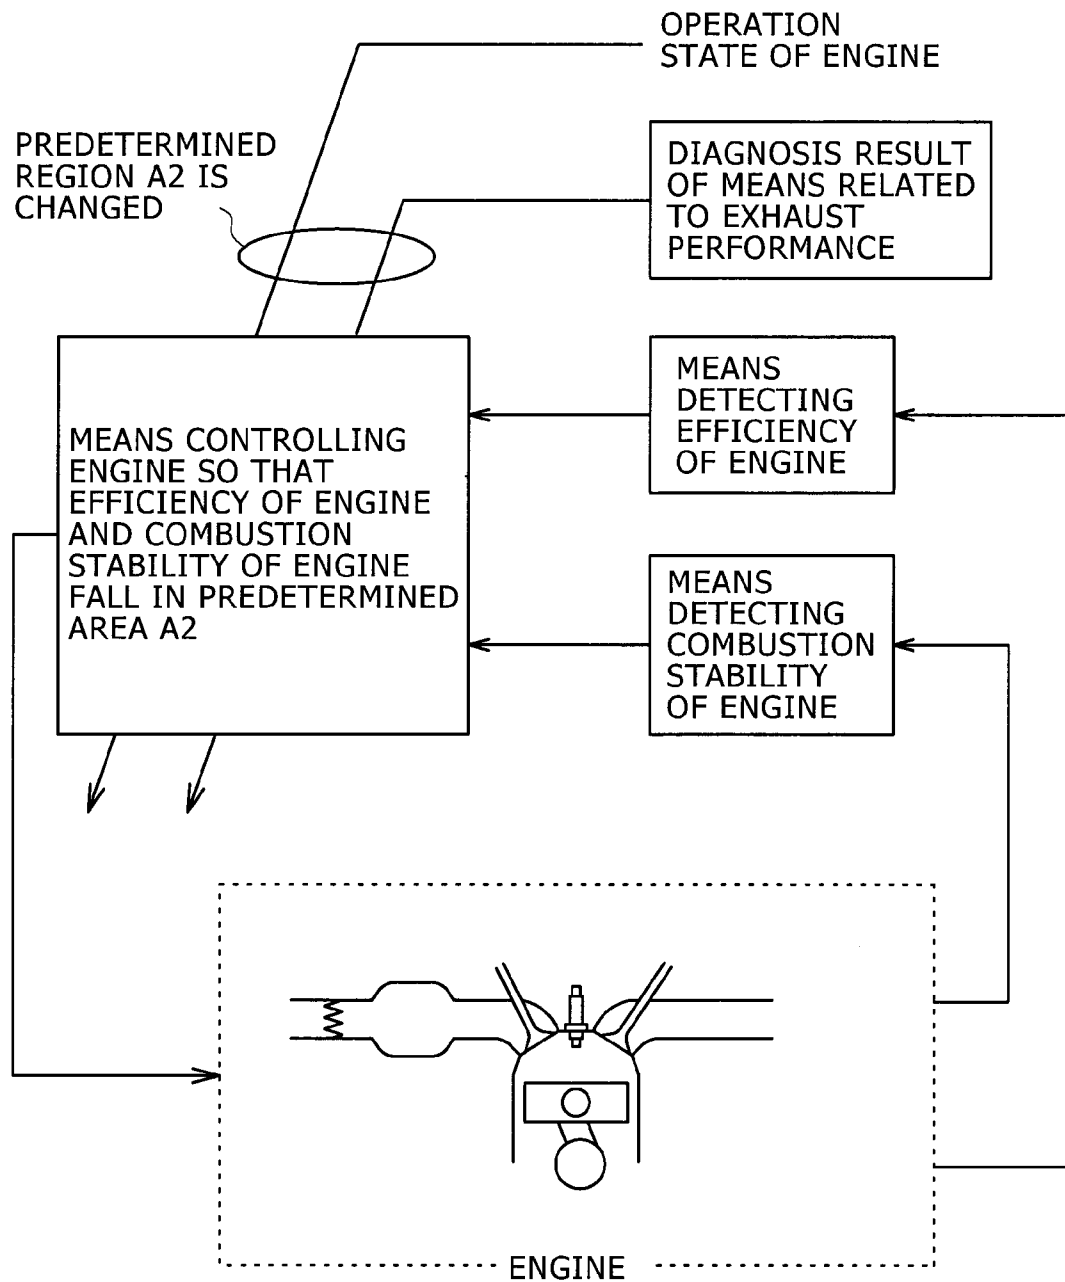 OPERATION
STATE OF ENGINE
PREDETERMINED
REGION A2 IS
CHANGED
DIAGNOSIS RESULT
OF MEANS RELATED
TO EXHAUST
PERFORMANCE
MEANS CONTROLLING
ENGINE SO THAT
EFFICIENCY OF ENGINE
AND COMBUSTION
STABILITY OF ENGINE
FALL IN PREDETERMINED
AREA A2
MEANS
DETECTING
EFFICIENCY
OF ENGINE
MEANS
DETECTING
COMBUSTION
STABILITY
OF ENGINE
ENGINE